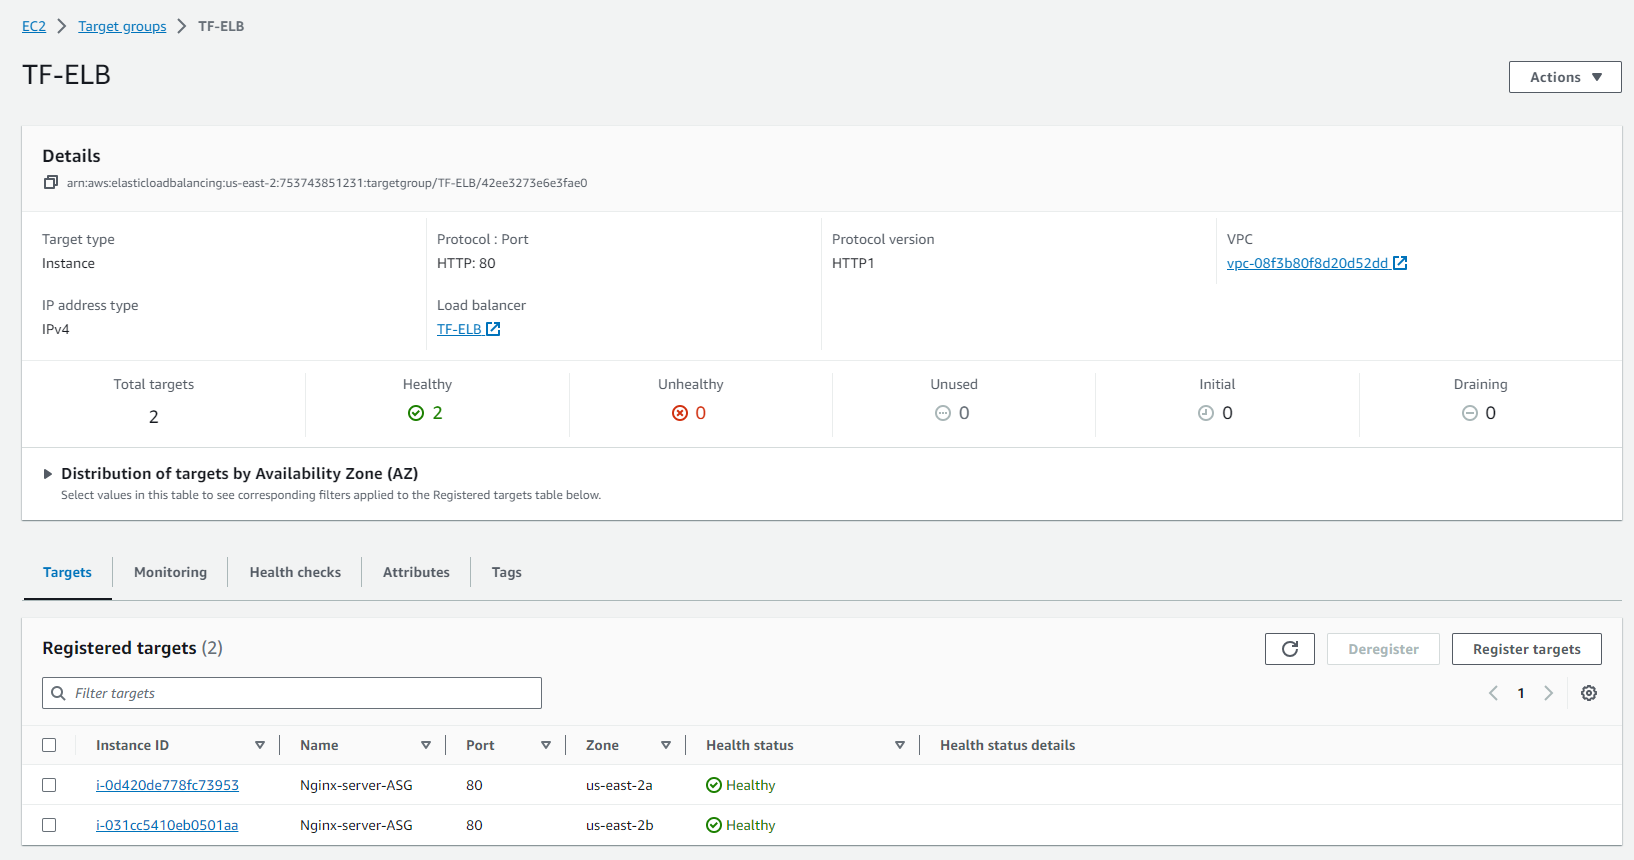 EC2 > Target groups > TF-ELB
TF-ELB
Actions
Details
arn:aws:elasticloadbalancing:us-east-2:753743851231:targetgroup/TF-ELB/42ee3273e6e3fae0
Target type
Instance
Protocol : Port
HTTP: 80
Protocol version
HTTP1
VPC
vpc-08f3b80f8d20d52dd
IP address type
IPv4
Load balancer
TF-ELB
Total targets
2
Healthy
2
Unhealthy
0
Unused
0
Initial
0
Draining
0
Distribution of targets by Availability Zone (AZ)
Select values in this table to see corresponding filters applied to the Registered targets table below.
Targets Monitoring Health checks Attributes Tags
Registered targets (2)
Deregister Register targets
Filter targets
1
Instance ID Name Port Zone Health status Health status details
i-0d420de778fc73953 Nginx-server-ASG 80 us-east-2a Healthy
i-031cc5410eb0501aa Nginx-server-ASG 80 us-east-2b Healthy